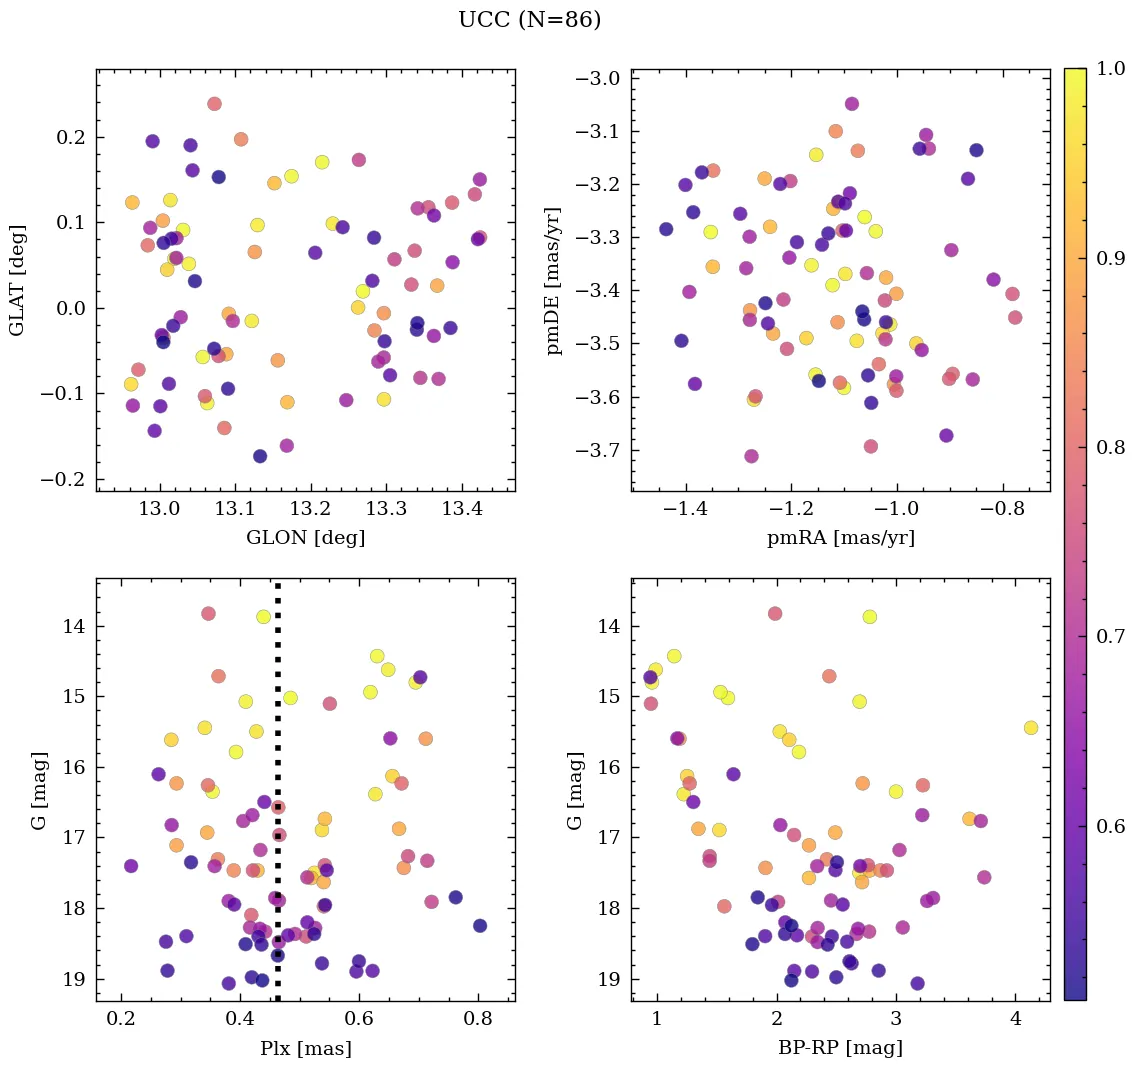 UCC (N=86)
0.2
0.1
0.0
−0.1
−0.2
GLAT [deg]
13.0 13.1 13.2 13.3 13.4
GLON [deg]
−3.0
−3.1
−3.2
−3.3
−3.4
−3.5
−3.6
−3.7
pmDE [mas/yr]
−1.4 −1.2 −1.0 −0.8
pmRA [mas/yr]
14
15
16
17
18
19
G [mag]
0.2 0.4 0.6 0.8
Plx [mas]
14
15
16
17
18
19
G [mag]
1 2 3 4
BP-RP [mag]
1.0
0.9
0.8
0.7
0.6